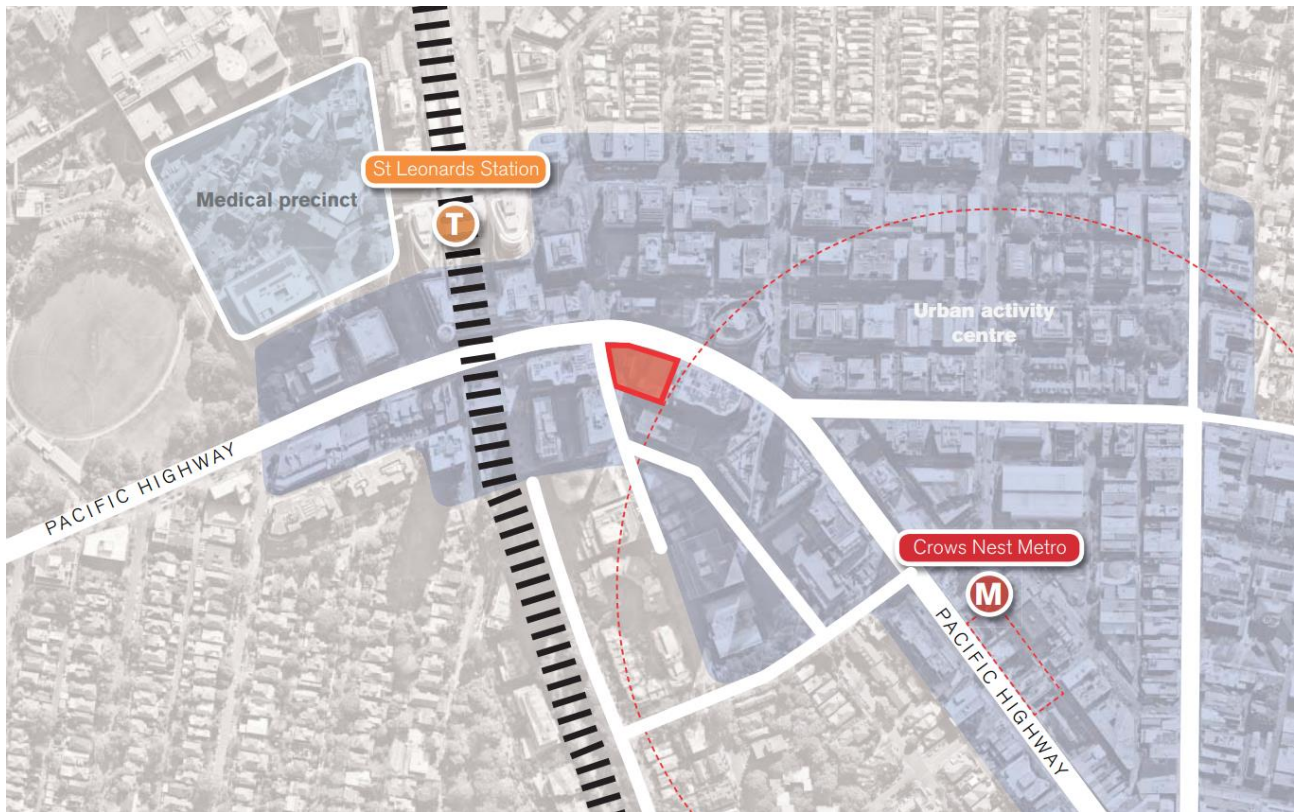 St Leonards Station
Medical precinct
T
Urban activity
centre
PACIFIC HIGHWAY
Crows Nest Metro
M
PACIFIC HIGHWAY